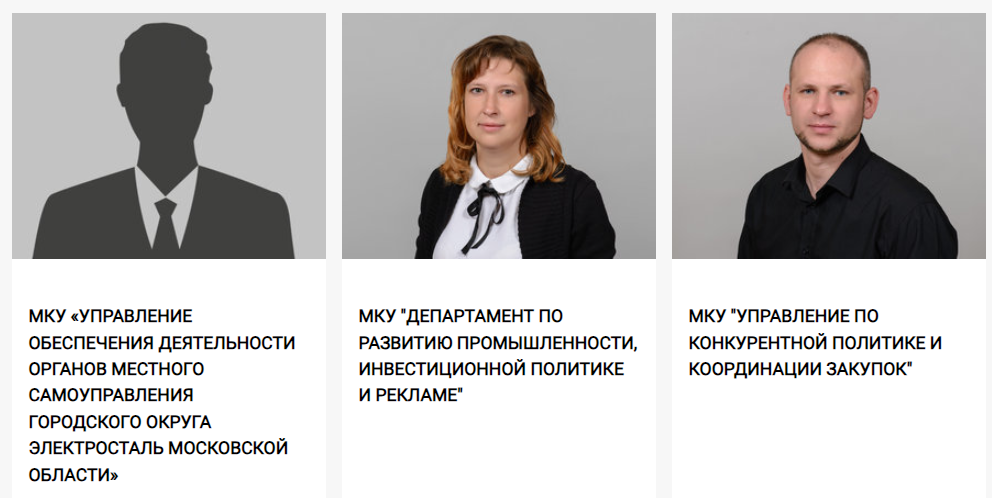 МКУ «УПРАВЛЕНИЕ
ОБЕСПЕЧЕНИЯ ДЕЯТЕЛЬНОСТИ
ОРГАНОВ МЕСТНОГО
САМОУПРАВЛЕНИЯ
ГОРОДСКОГО ОКРУГА
ЭЛЕКТРОСТАЛЬ МОСКОВСКОЙ
ОБЛАСТИ»
МКУ "ДЕПАРТАМЕНТ ПО
РАЗВИТИЮ ПРОМЫШЛЕННОСТИ,
ИНВЕСТИЦИОННОЙ ПОЛИТИКЕ
И РЕКЛАМЕ"
МКУ "УПРАВЛЕНИЕ ПО
КОНКУРЕНТНОЙ ПОЛИТИКЕ И
КООРДИНАЦИИ ЗАКУПОК"